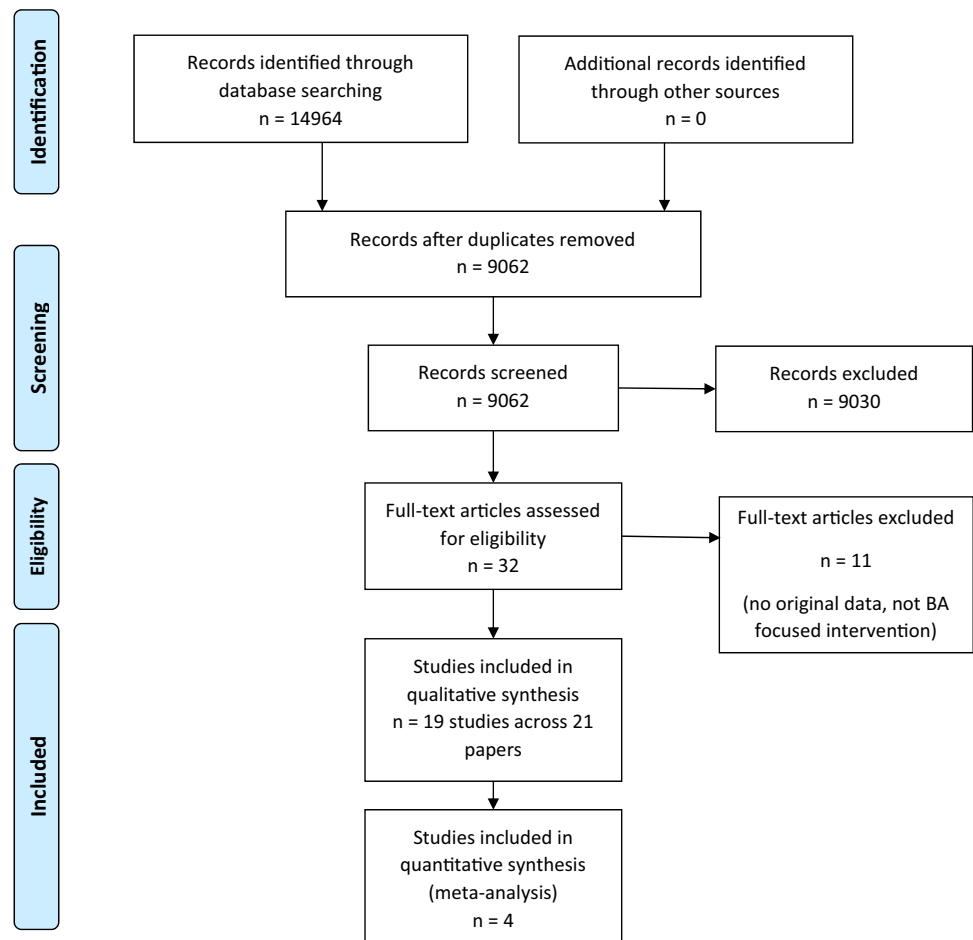 Identification
Records identified through
database searching
n = 14964
Additional records identified
through other sources
n = 0
Records after duplicates removed
n = 9062
Screening
Records screened
n = 9062
Records excluded
n = 9030
Eligibility
Full-text articles assessed
for eligibility
n = 32
Full-text articles excluded
n = 11
(no original data, not BA
focused intervention)
Included
Studies included in
qualitative synthesis
n = 19 studies across 21
papers
Studies included in
quantitative synthesis
(meta-analysis)
n = 4